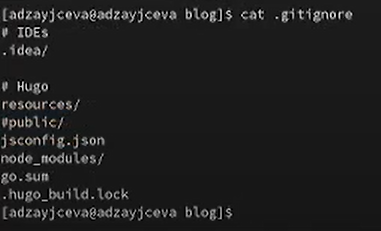 [adzayjceva@adzayjceva blog]$ cat .gitignore
# IDEs
.idea/
# Hugo
resources/
#public/
jsconfig.json
node_modules/
go.sum
.hugo_build.lock
[adzayjceva@adzayjceva blog]$